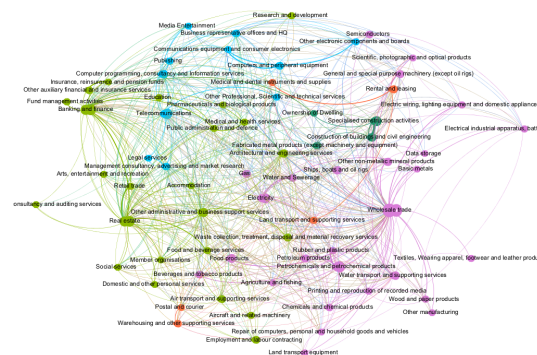 Research and development
Media Entertainment
Business representative offices and HQ
Semiconductors
Other electronic components and boards
Communications equipment and consumer electronics
Scientific, photographic and optical products
Publishing
Computers and peripheral equipment
General and special purpose machinery (except oil rigs)
Computer programming, consultancy and Information services
Insurance, reinsurance and pension funds
Medical and dental instruments and supplies
Rental and leasing
Other auxiliary financial and insurance services
Education
Other Professional, Scientific and technical services
Fund management activities
Pharmaceuticals and biological products
Electric wiring, lighting equipment and domestic appliance
Banking and finance
Telecommunications
Ownership of Dwelling
Medical and health services
Specialised construction activities
Public administration and defence
Electrical industrial apparatus, batt
Construction of buildings and civil engineering
Fabricated metal products (except machinery and equipment)
Architectural and engineering services
Data storage
Legal services
Other non-metallic mineral products
Management consultancy, advertising and market research
Ships, boats and oil rigs
Basic metals
Arts, entertainment and recreation
Gas
Water and Sewerage
Retail trade
Accommodation
Electricity
onsultancy and auditing services
Other administrative and business support services
Wholesale trade
Real estate
Land transport and supporting services
Waste collection, treatment, disposal and material recovery services
Food and beverage services
Rubber and plastic products
Member organisations
Food products
Petroleum products
Textiles, Wearing apparel, footwear and leather produ
Social services
Petrochemicals and petrochemical products
Beverages and tobacco products
Water transport and supporting services
Domestic and other personal services
Agriculture and fishing
Printing and reproduction of recorded media
Air transport and supporting services
Wood and paper products
Postal and courier
Chemicals and chemical products
Aircraft and related machinery
Other manufacturing
Warehousing and other supporting services
Repair of computers, personal and household goods and vehicles
Employment and labour contracting
Land transport equipment